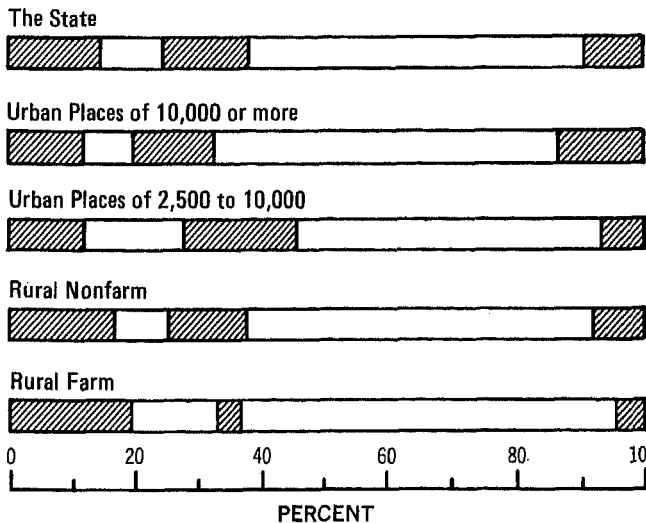 The State
Urban Places of 10,000 or more
Urban Places of 2,500 to 10,000
Rural Nonfarm
Rural Farm
0 20 40 60 80 10
PERCENT